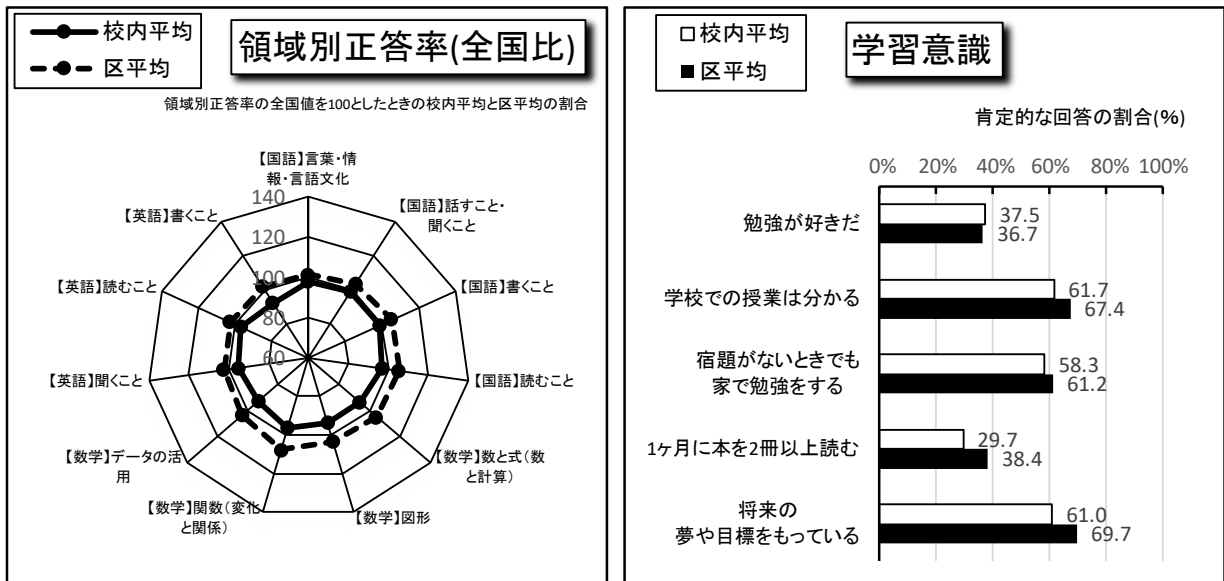 校内平均
区平均
領域別正答率(全国比)
領域別正答率の全国値を100としたときの校内平均と区平均の割合
【国語】言葉・情
報・言語文化
【国語】話すこと・
聞くこと
【国語】書くこと
【国語】読むこと
【数学】数と式(数
と計算)
【数学】図形
【数学】関数(変化
と関係)
【数学】データの活
用
【英語】聞くこと
【英語】読むこと
【英語】書くこと
140
120
100
80
60
校内平均
区平均
学習意識
肯定的な回答の割合(%)
0% 20% 40% 60% 80% 100%
勉強が好きだ
37.5
36.7
学校での授業は分かる
61.7
67.4
宿題がないときでも
家で勉強をする
58.3
61.2
1ヶ月に本を2冊以上読む
29.7
38.4
将来の
夢や目標をもっている
61.0
69.7